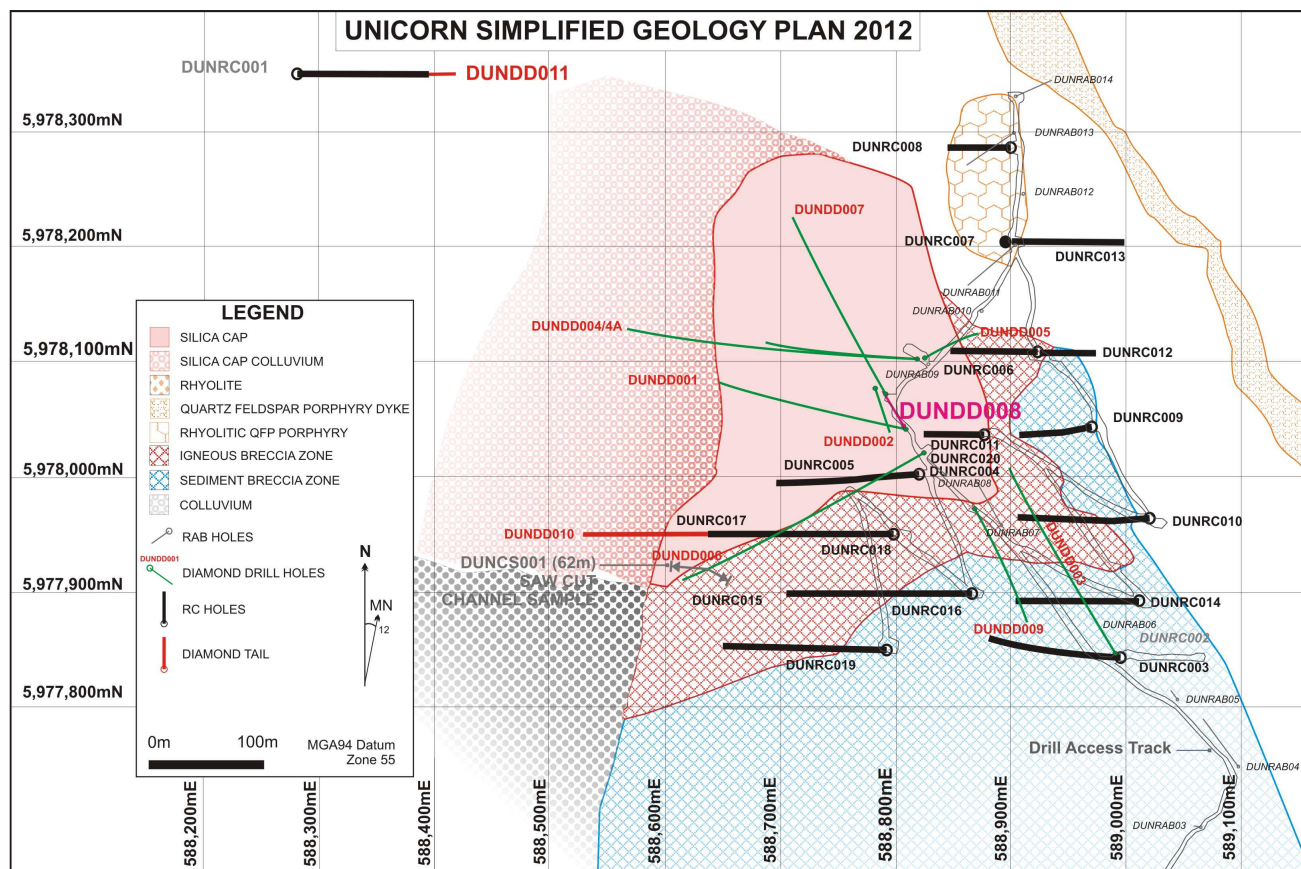 UNICORN SIMPLIFIED GEOLOGY PLAN 2012
DUNRC001
DUNDD011
DUNRAB014
5,978,300mN
DUNRAB013
DUNRC008
DUNRAB012
DUNDD007
5,978,200mN
DUNRC007
DUNRC013
DUNRAB011
DUNRAB010
DUNDD004/4A
DUNDD005
5,978,100mN
DUNRC012
DUNRC006
DUNRAB09
DUNDD001
DUNDD008
DUNRC009
DUNDD002
DUNRC011
DUNRC020
DUNRC005
DUNRC004
5,978,000mN
DUNRAB08
DUNRC017
DUNRC010
DUNDD010
DUNRAB07
DUNRC018
DUNDD006
DUNDD003
DUNCS001 (62m)
SAW CUT
CHANNEL SAMPLE
5,977,900mN
DUNRC015
DUNRC016
DUNRC014
DUNRAB06
DUNDD009
DUNRC002
DUNRC019
DUNRC003
5,977,800mN
DUNRAB05
Drill Access Track
DUNRAB04
DUNRAB03
LEGEND
SILICA CAP
SILICA CAP COLLUVIUM
RHYOLITE
QUARTZ FELDSPAR PORPHYRY DYKE
RHYOLITIC QFP PORPHYRY
IGNEOUS BRECCIA ZONE
SEDIMENT BRECCIA ZONE
COLLUVIUM
RAB HOLES
DUNDD001
DIAMOND DRILL HOLES
RC HOLES
DIAMOND TAIL
N
MN
12
0m
100m
MGA94 Datum
Zone 55
588,200mE
588,300mE
588,400mE
588,500mE
588,600mE
588,700mE
588,800mE
588,900mE
589,000mE
589,100mE